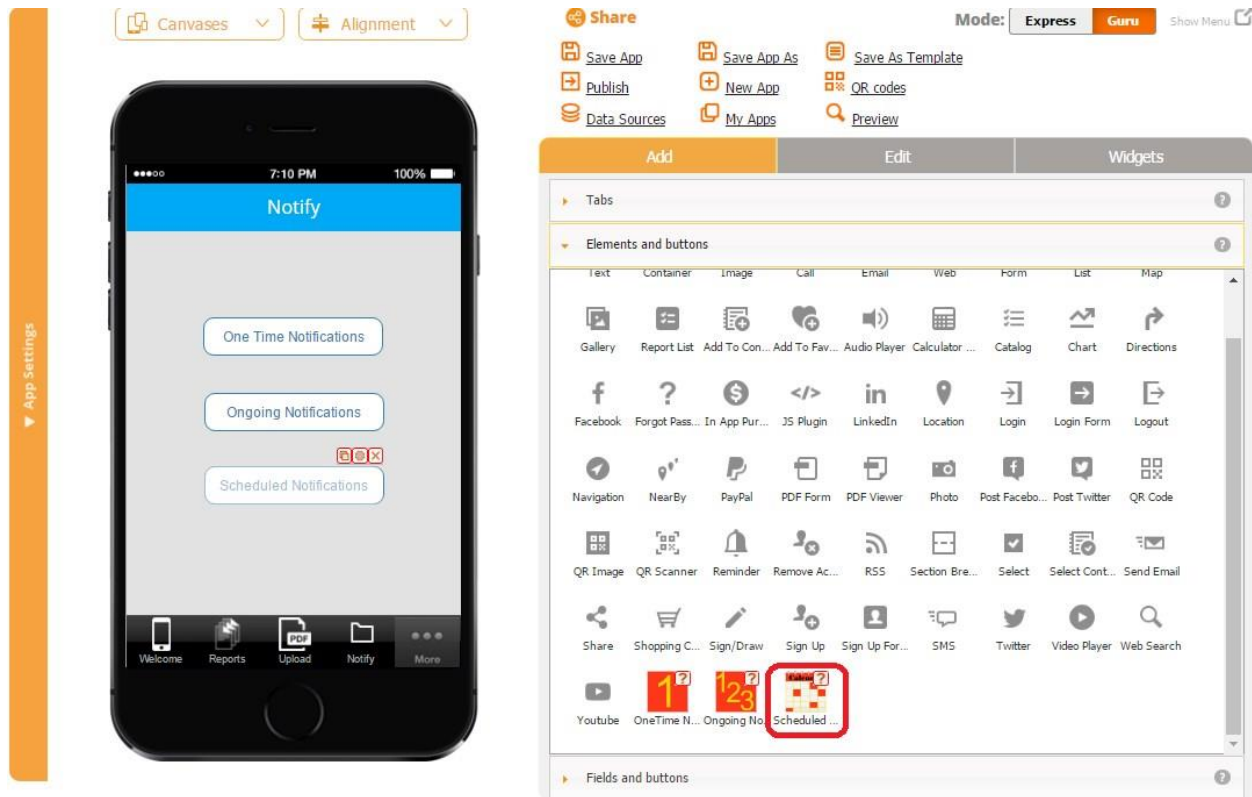 Canvases
Alignment
App Settings
7:10 PM
100%
Notify
One Time Notifications
Ongoing Notifications
Scheduled Notifications
Welcome
Reports
PDF
Upload
Notify
More
Share
Mode: Express Guru
Show Menu
Save App
Save App As
Save As Template
Publish
New App
QR codes
Data Sources
My Apps
Preview
Add
Edit
Widgets
Tabs
?
Elements and buttons
?
Text Container Image Call Email Web Form List Map
Gallery Report List Add To Con... Add To Fav... Audio Player Calculator ... Catalog Chart Directions
Facebook Forgot Pass... In App Pur... JS Plugin LinkedIn Location Login Login Form Logout
Navigation NearBy PayPal PDF Form PDF Viewer Photo Post Facebo... Post Twitter QR Code
QR Image QR Scanner Reminder Remove Ac... RSS Section Bre... Select Select Cont... Send Email
Share Shopping C... Sign/Draw Sign Up Sign Up For... SMS Twitter Video Player Web Search
1 ? 123 ? ?
Youtube OneTime N... Ongoing No... Scheduled ...
Fields and buttons
?